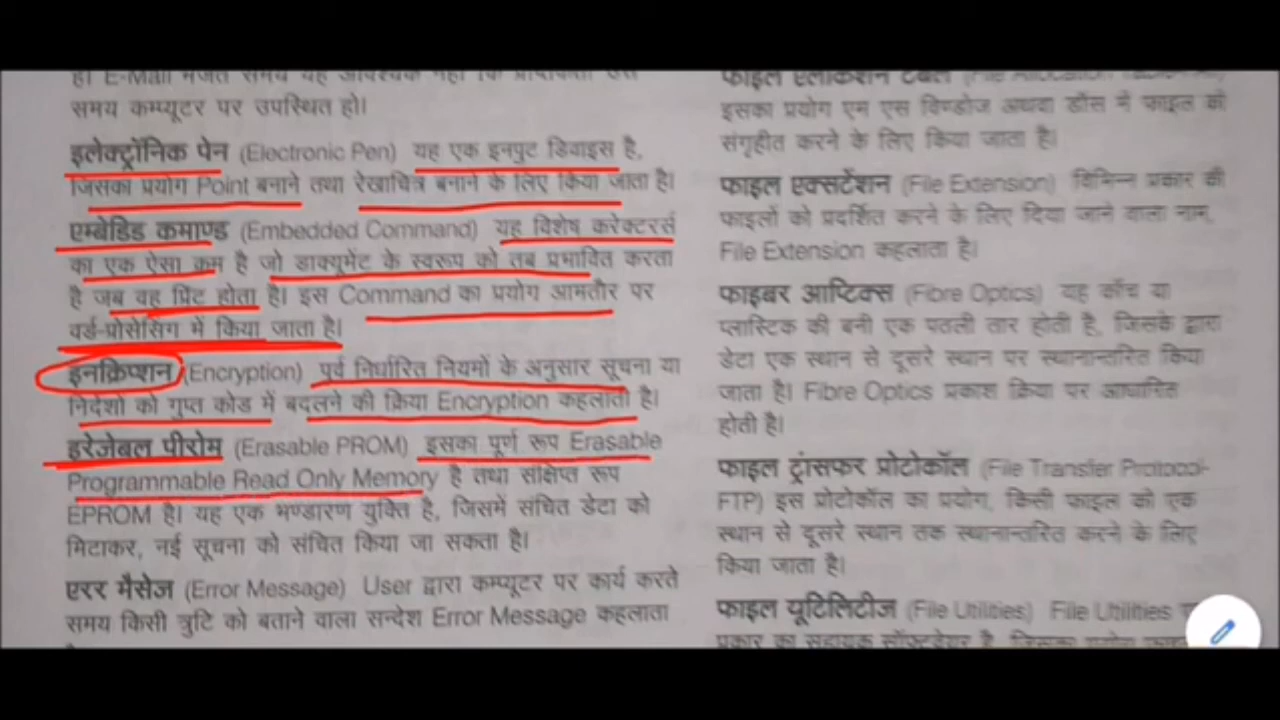 समय कम्प्यूटर पर उपस्थित हो।
इलेक्ट्रॉनिक पेन (Electronic Pen) यह एक इनपुट डिवाइस है,
जिसका प्रयोग Point बनाने तथा रेखाचित्र बनाने के लिए किया जाता है।
एम्बेडिड कमाण्ड (Embedded Command) यह विशेष करेक्टरर्स
का एक ऐसा क्रम है जो डाक्यूमेंट के स्वरूप को तब प्रभावित करता
है जब वह प्रिंट होता है। इस Command का प्रयोग आमतौर पर
वर्ड-प्रोसेसिंग में किया जाता है।
इनक्रिप्शन (Encryption) पूर्व निर्धारित नियमों के अनुसार सूचना या
निर्देशों को गुप्त कोड में बदलने की क्रिया Encryption कहलाती है।
इरेजेबल पीरोम (Erasable PROM) इसका पूर्ण रूप Erasable
Programmable Read Only Memory है तथा संक्षिप्त रूप
EPROM है। यह एक भण्डारण युक्ति है, जिसमें संचित डेटा को
मिटाकर, नई सूचना को संचित किया जा सकता है।
एरर मैसेज (Error Message) User द्वारा कम्प्यूटर पर कार्य करते
समय किसी त्रुटि को बताने वाला सन्देश Error Message कहलाता
इसका प्रयोग एम एस विण्डोज अथवा डॉस में फाइल को
संगृहीत करने के लिए किया जाता है।
फाइल एक्सटेंशन (File Extension) विभिन्न प्रकार की
फाइलों को प्रदर्शित करने के लिए दिया जाने वाला नाम,
File Extension कहलाता है।
फाइबर आप्टिक्स (Fibre Optics) यह काँच या
प्लास्टिक की बनी एक पतली तार होती है, जिसके द्वारा
डेटा एक स्थान से दूसरे स्थान पर स्थानान्तरित किया
जाता है। Fibre Optics प्रकाश क्रिया पर आधारित
होती है।
फाइल ट्रांसफर प्रोटोकॉल (File Transfer Protocol-
FTP) इस प्रोटोकॉल का प्रयोग, किसी फाइल को एक
स्थान से दूसरे स्थान तक स्थानान्तरित करने के लिए
किया जाता है।
फाइल यूटिलिटीज (File Utilities) File Utilities